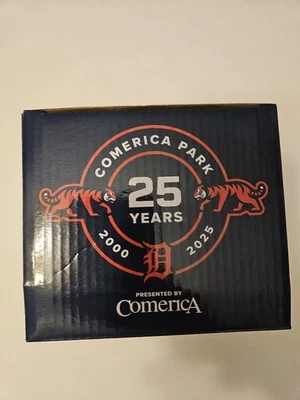 COMERICA PARK
25
YEARS
2000 2025
D
PRESENTED BY
ComericA